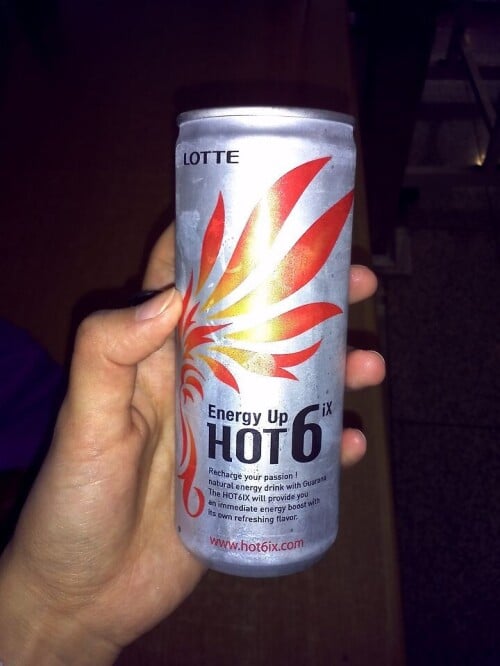 LOTTE
Energy Up
HOT6iX
Recharge your passion !
natural energy drink with Guarana
The HOT6IX will provide you
an immediate energy boost with
its own refreshing flavor.
www.hot6ix.com